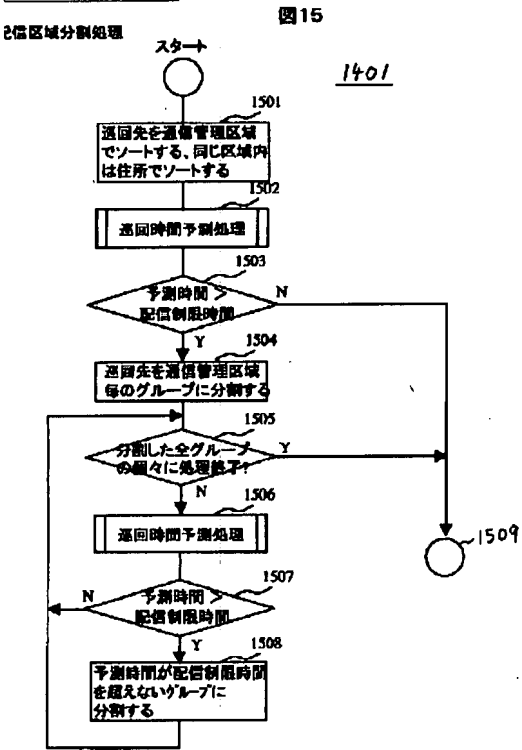 図15
配信区域分割処理
スタート
1401
1501
巡回先を通信管理区域
でソートする、同じ区域内
は住所でソートする
1502
巡回時間予測処理
1503
予測時間 >
配信制限時間
N
Y
1504
巡回先を通信管理区域
毎のグループに分割する
1505
分割した全グループ
の個々に処理終了?
Y
N
1506
巡回時間予測処理
1509
1507
予測時間 >
配信制限時間
N
Y
1508
予測時間が配信制限時間
を超えないグループに
分割する